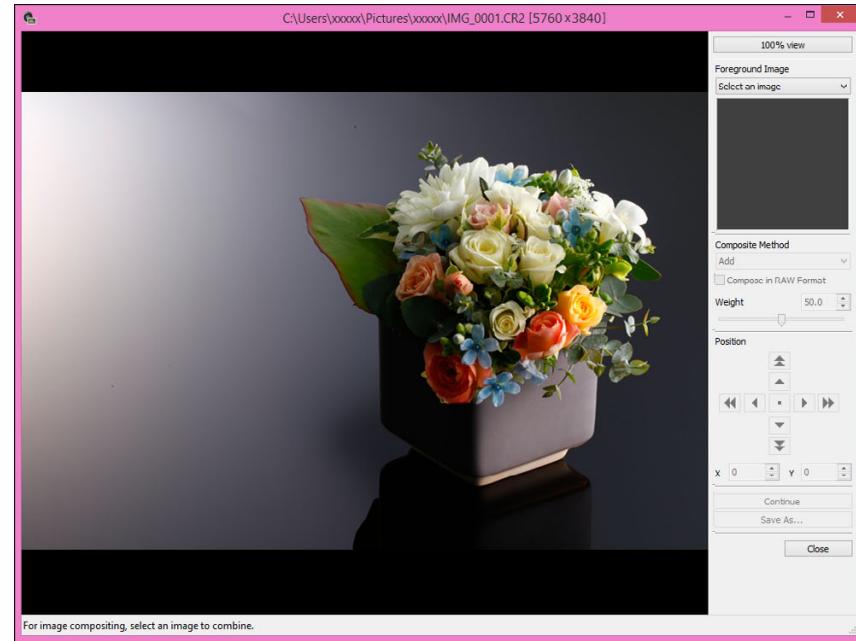 C:\Users\xxxxx\Pictures\xxxxx\IMG_0001.CR2 [5760 x3840]
100% view
Foreground Image
Select an image
Composite Method
Add
Compose in RAW Format
Weight 50.0
Position
X 0 Y 0
Continue
Save As...
Close
For image compositing, select an image to combine.